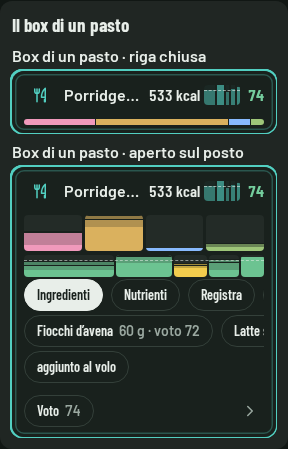 Il box di un pasto
Box di un pasto · riga chiusa
Porridge… 533 kcal 74
Box di un pasto · aperto sul posto
Porridge… 533 kcal 74
Ingredienti Nutrienti Registra
Fiocchi d'avena 60 g · voto 72 Latte
aggiunto al volo
Voto 74